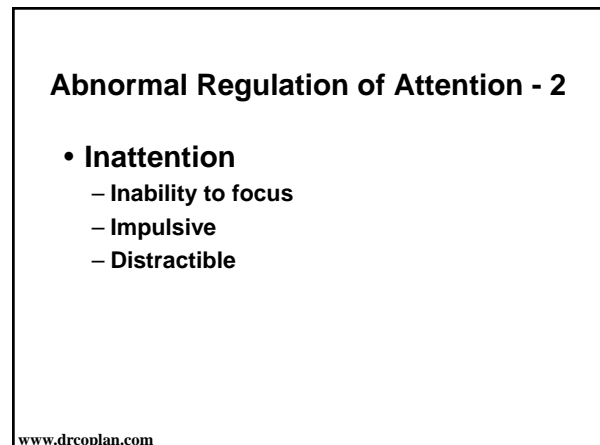 Abnormal Regulation of Attention - 2
• Inattention
– Inability to focus
– Impulsive
– Distractible
www.drcoplan.com